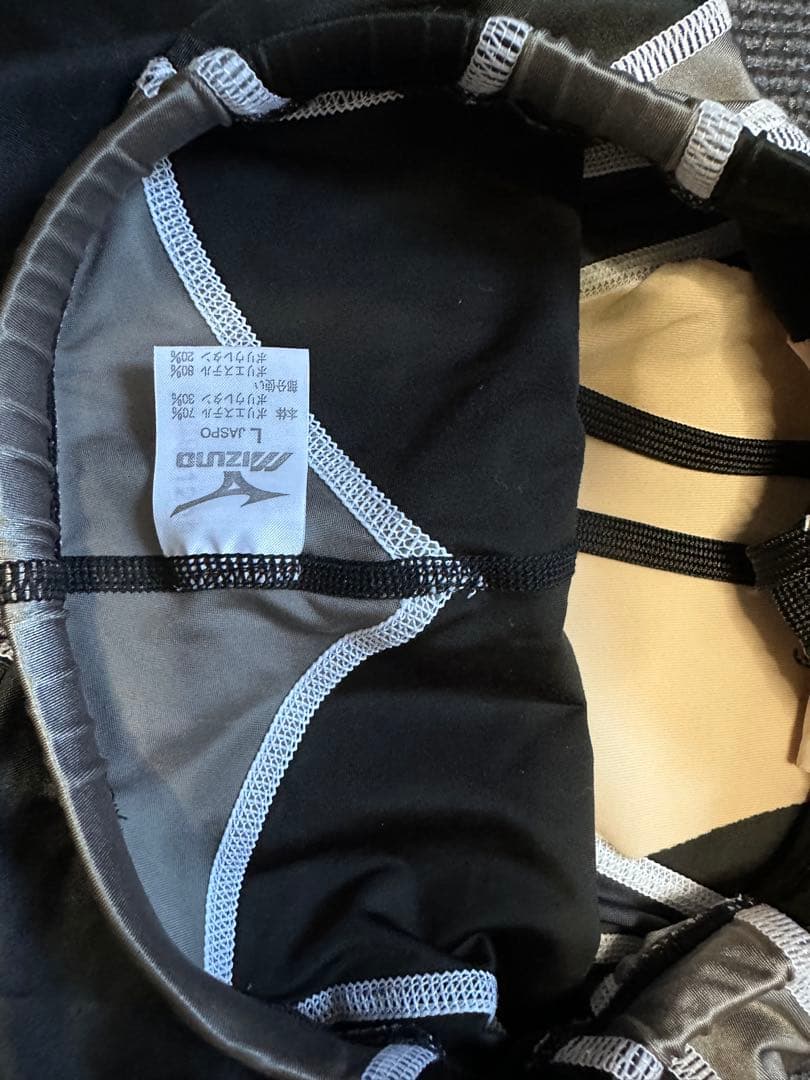 MIZUNO
L JASPO
本体 ポリエステル 70%
ポリウレタン 30%
部分使い
ポリエステル 80%
ポリウレタン 20%